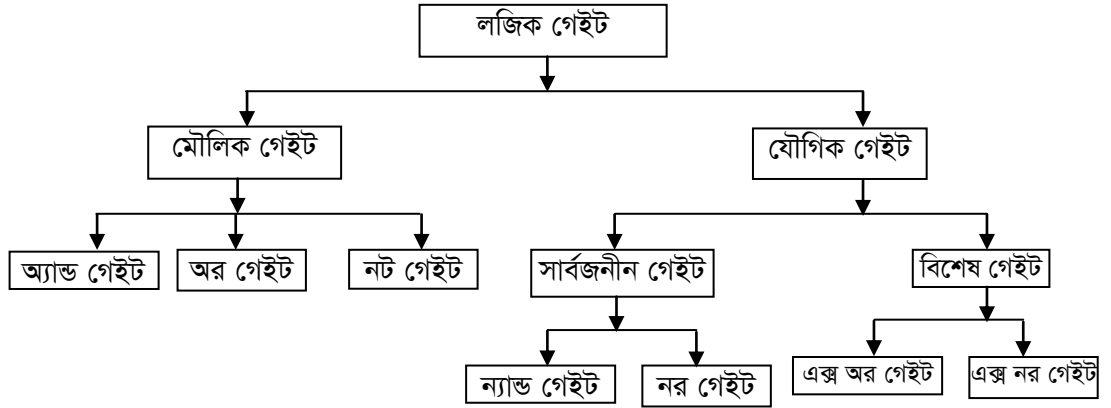 লজিক গেইট
মৌলিক গেইট
যৌগিক গেইট
অ্যান্ড গেইট
অর গেইট
নট গেইট
সার্বজনীন গেইট
বিশেষ গেইট
ন্যান্ড গেইট
নর গেইট
এক্স অর গেইট
এক্স নর গেইট